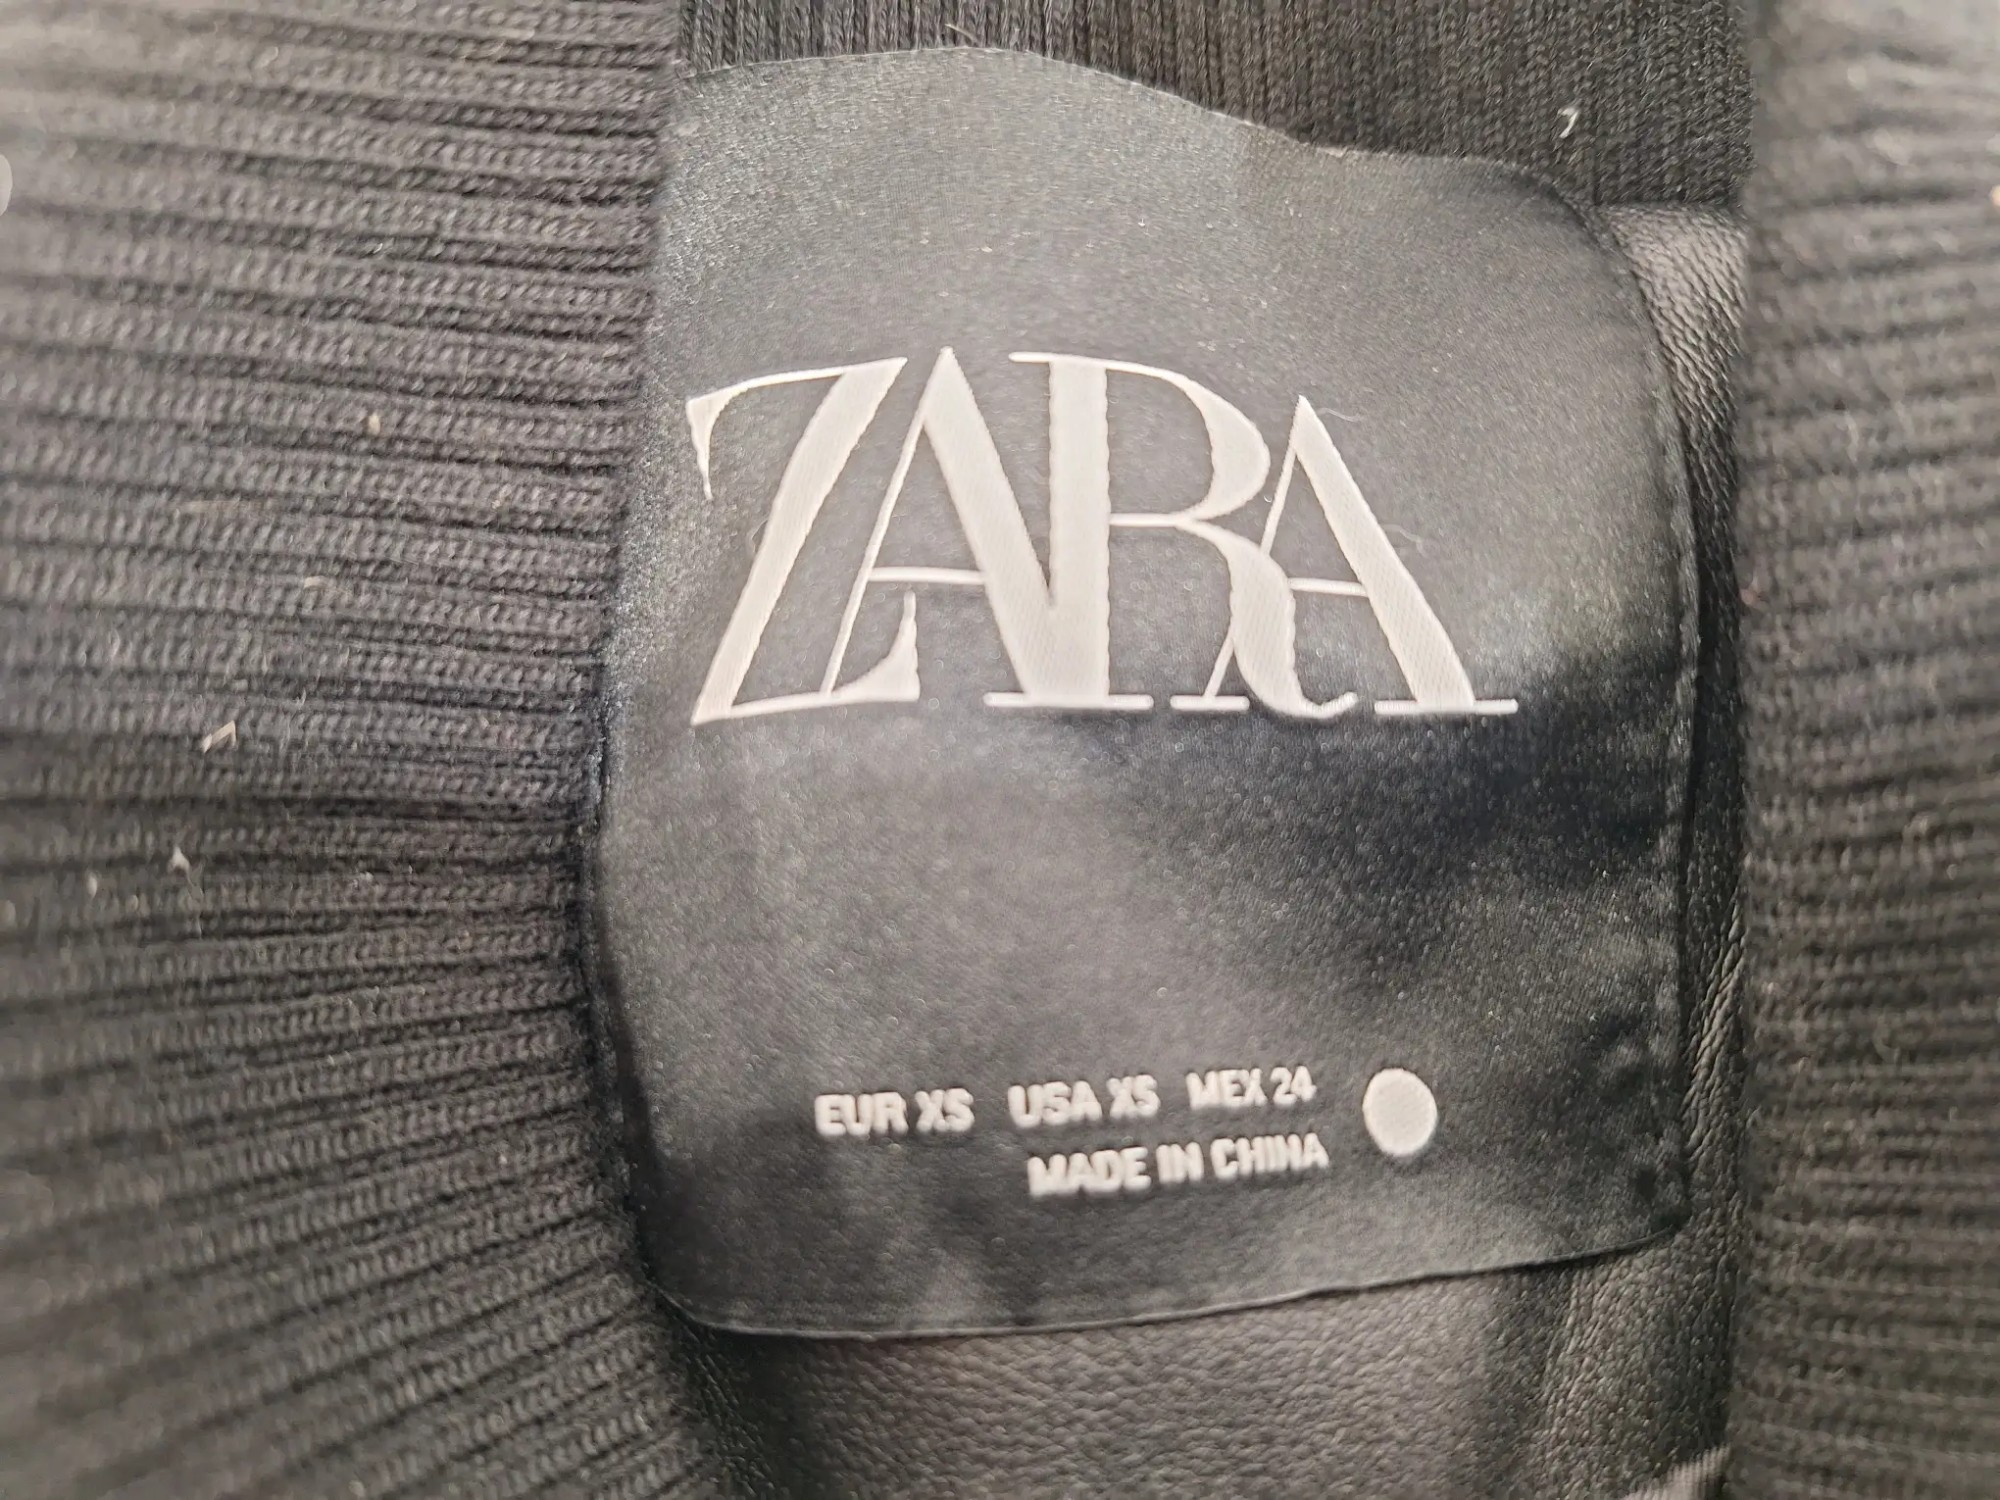 ZARA
EUR XS USA XS MEX 24
MADE IN CHINA